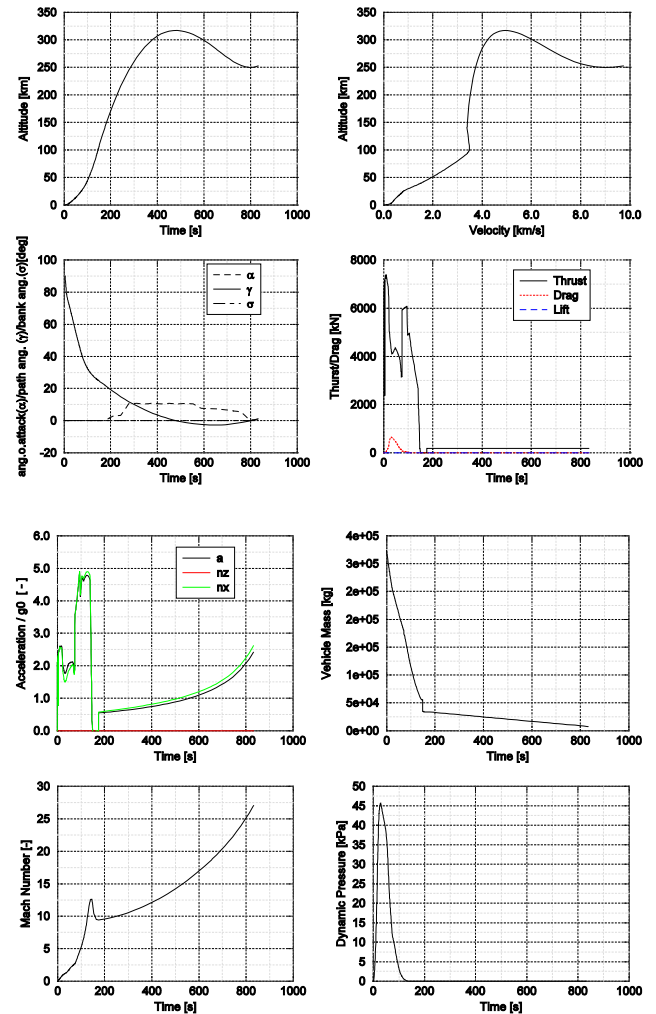 350
300
250
200
150
100
50
0
Altitude [km]
0 200 400 600 800 1000
Time [s]
350
300
250
200
150
100
50
0
Altitude [km]
0.0 2.0 4.0 6.0 8.0 10.0
Velocity [km/s]
100
80
60
40
20
0
-20
ang.o.attack(α)/path ang. (γ)/bank ang.(σ)[deg]
α
γ
σ
0 200 400 600 800 1000
Time [s]
8000
6000
4000
2000
0
Thurst/Drag [kN]
Thrust
Drag
Lift
0 200 400 600 800 1000
Time [s]
6.0
5.0
4.0
3.0
2.0
1.0
0.0
Acceleration / g0 [ - ]
a
nz
nx
0 200 400 600 800 1000
Time [s]
4e+05
3e+05
2e+05
2e+05
2e+05
1e+05
5e+04
0e+00
Vehicle Mass [kg]
0 200 400 600 800 1000
Time [s]
30
25
20
15
10
5
0
Mach Number [-]
0 200 400 600 800 1000
Time [s]
50
45
40
35
30
25
20
15
10
5
0
Dynamic Pressure [kPa]
0 200 400 600 800 1000
Time [s]